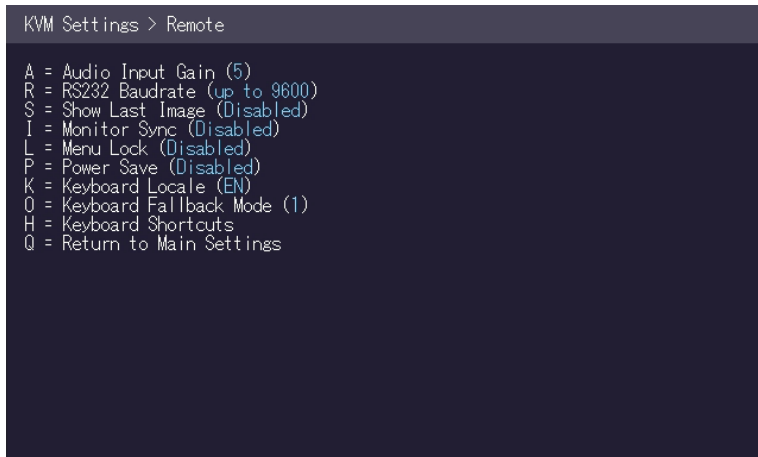 KVM Settings > Remote
A = Audio Input Gain (5)
R = RS232 Baudrate (up to 9600)
S = Show Last Image (Disabled)
I = Monitor Sync (Disabled)
L = Menu Lock (Disabled)
P = Power Save (Disabled)
K = Keyboard Locale (EN)
O = Keyboard Fallback Mode (1)
H = Keyboard Shortcuts
Q = Return to Main Settings